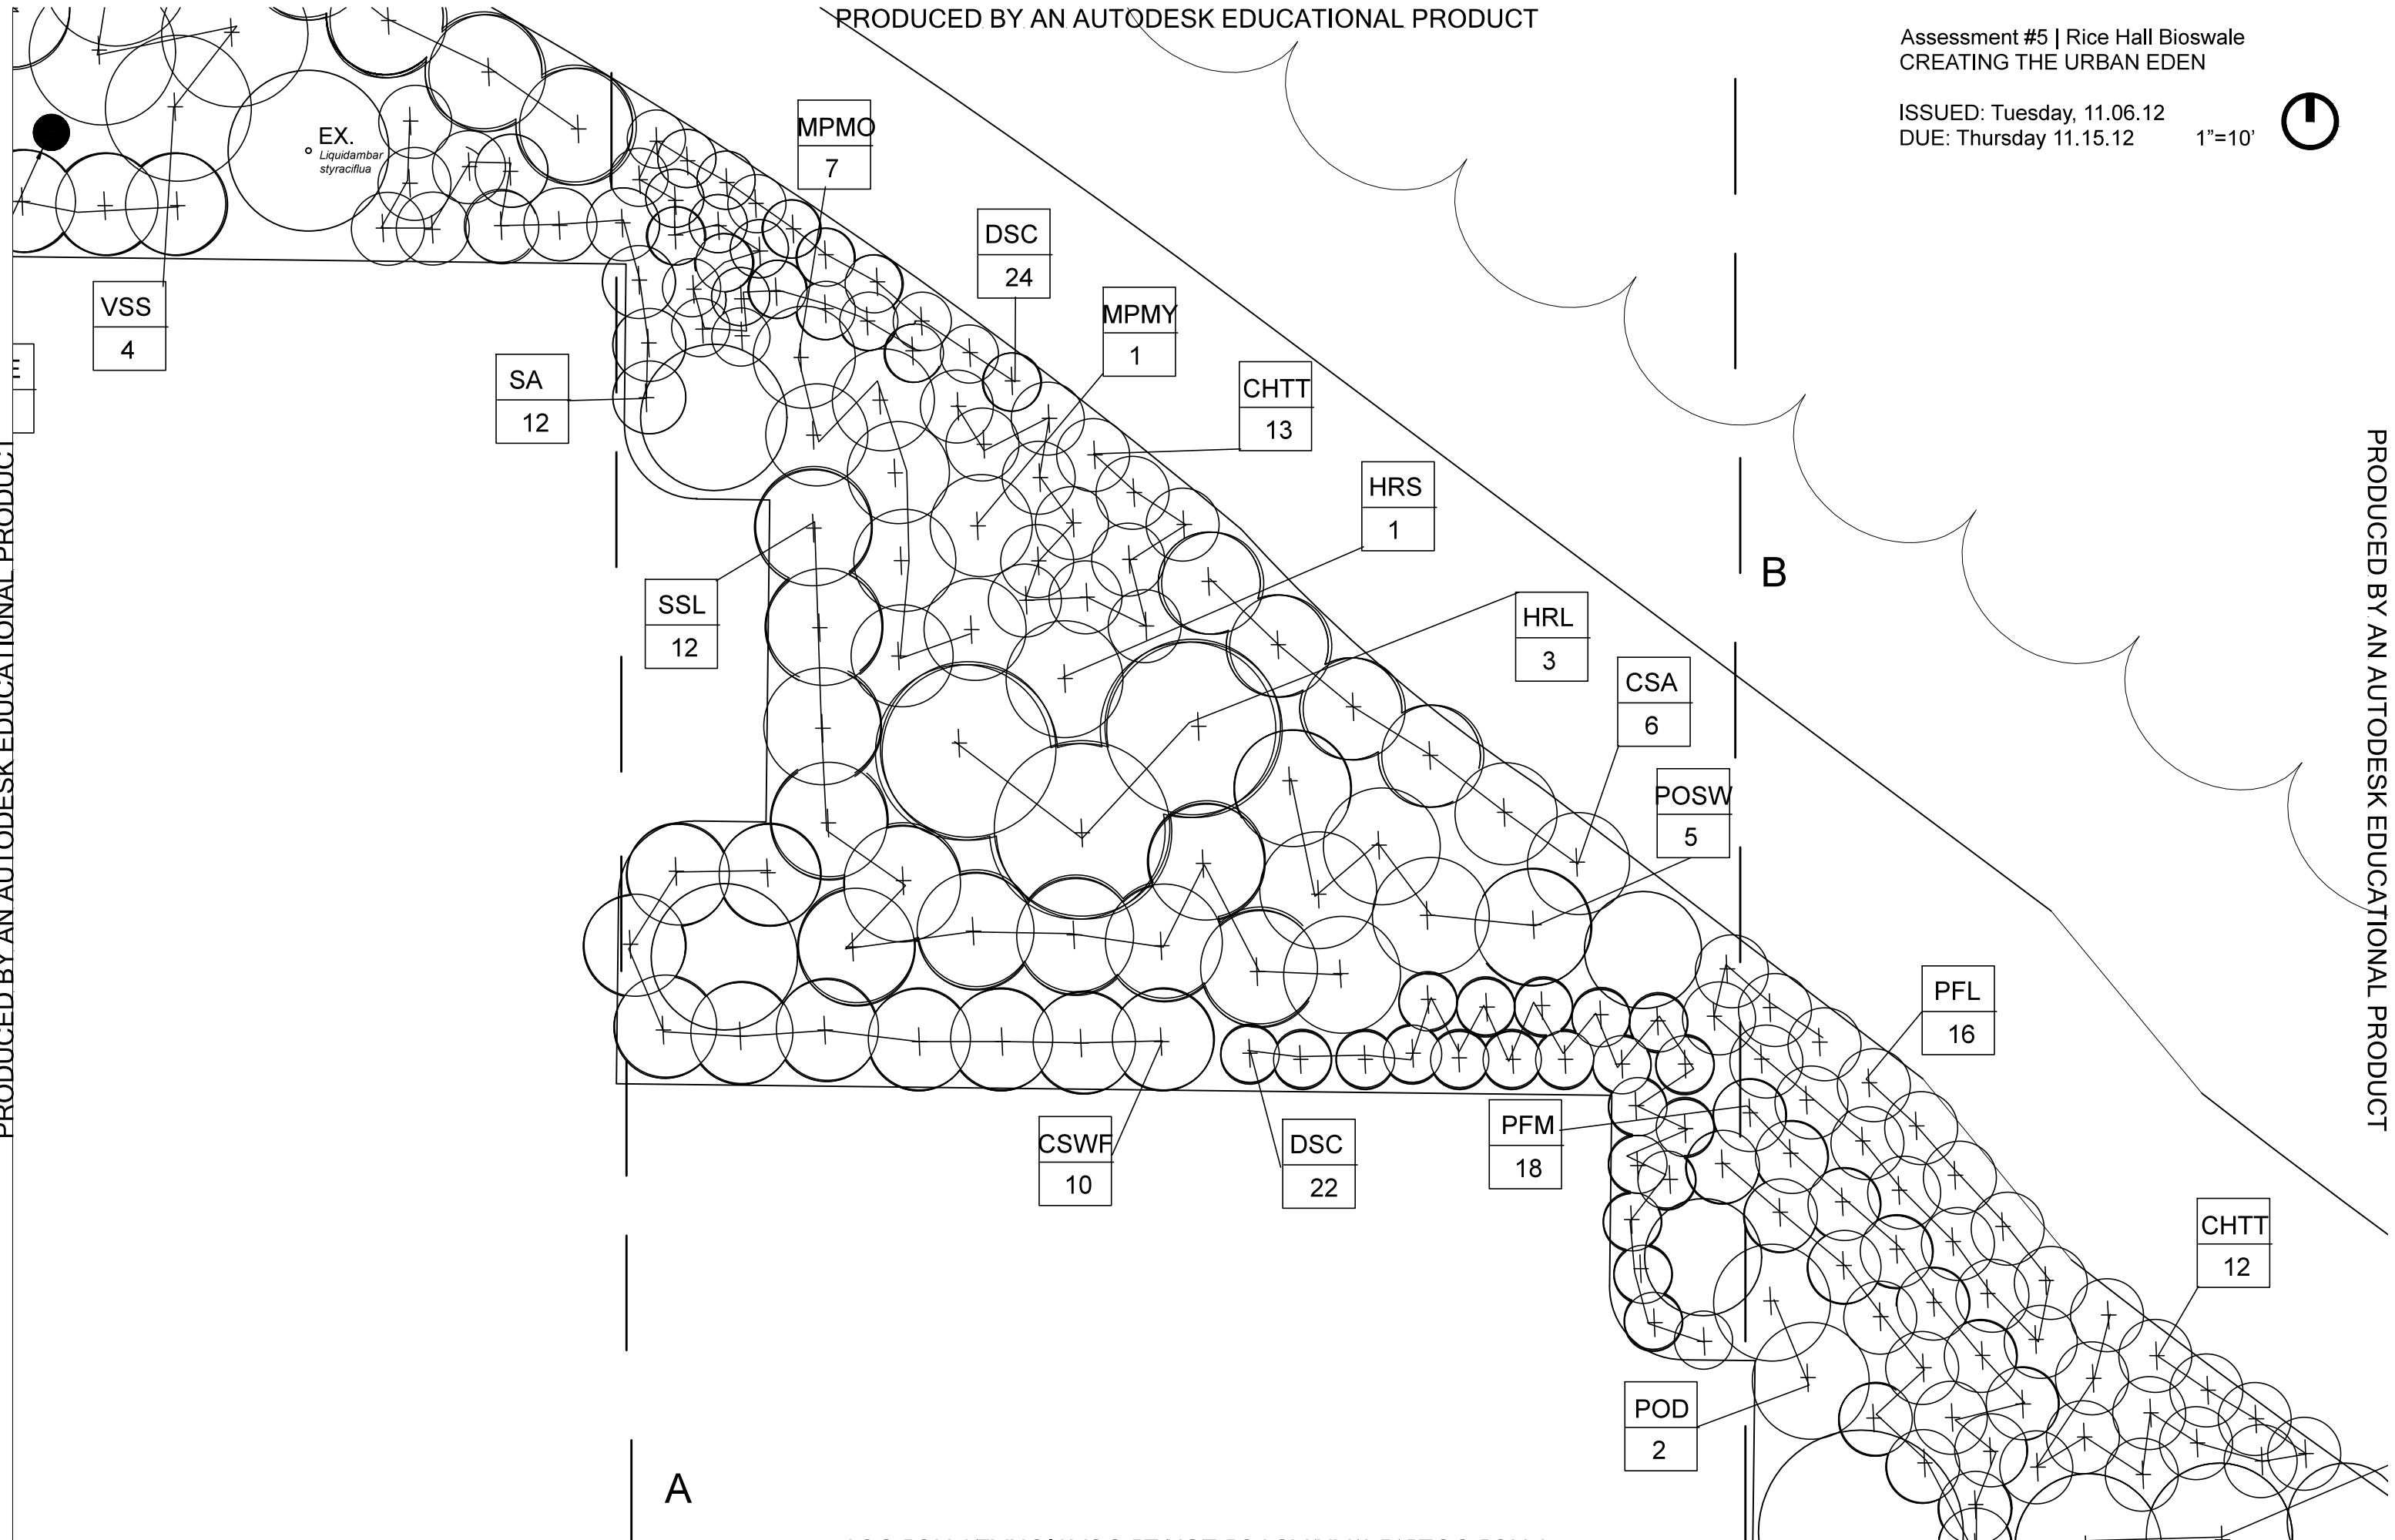 PRODUCED BY AN AUTODESK EDUCATIONAL PRODUCT
Assessment #5 | Rice Hall Bioswale
CREATING THE URBAN EDEN
ISSUED: Tuesday, 11.06.12
DUE: Thursday 11.15.12 1”=10’
EX.
Liquidambar
styraciflua
MPMO
7
DSC
24
VSS
4
MPMY
1
E
SA
12
CHTT
13
HRS
1
B
SSL
12
HRL
3
CSA
6
POSW
5
PFL
16
CSWF
10
DSC
22
PFM
18
CHTT
12
POD
2
A
PRODUCED BY AN AUTODESK EDUCATIONAL PRODUCT
PRODUCED BY AN AUTODESK EDUCATIONAL PRODUCT